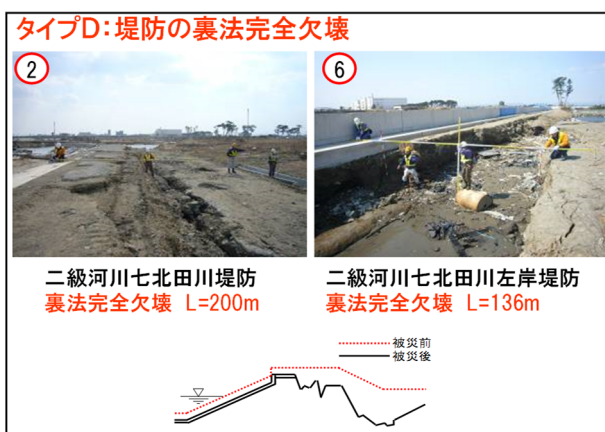 タイプD:堤防の裏法完全欠壊
2
6
二級河川七北田川堤防
裏法完全欠壊 L=200m
二級河川七北田川左岸堤防
裏法完全欠壊 L=136m
被災前
被災後